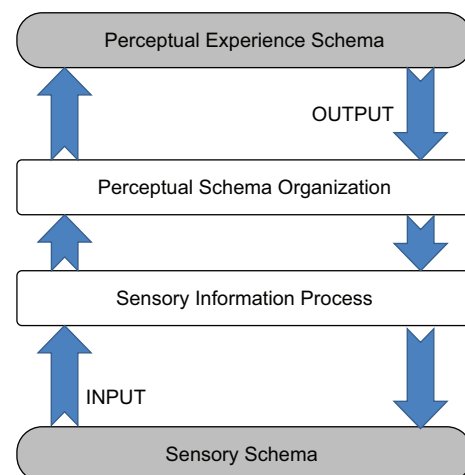 Perceptual Experience Schema
OUTPUT
Perceptual Schema Organization
Sensory Information Process
INPUT
Sensory Schema